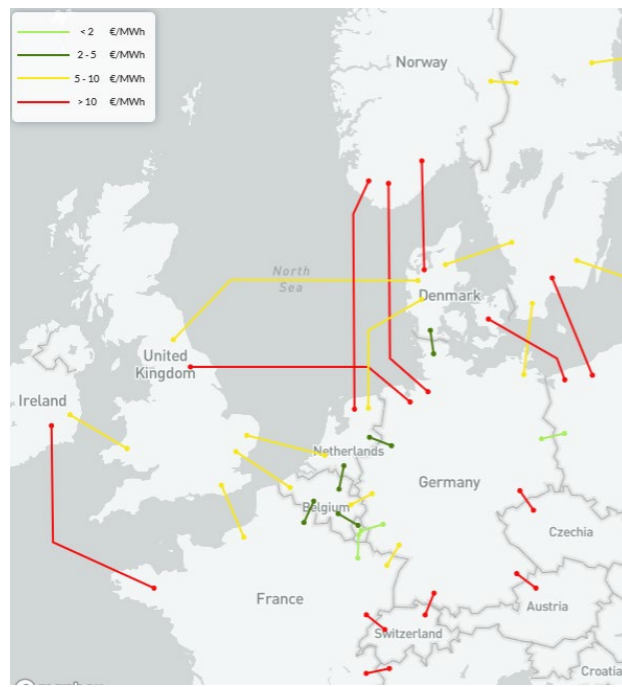 < 2 €/MWh
2 - 5 €/MWh
5 - 10 €/MWh
> 10 €/MWh
Norway
North
Sea
Denmark
United
Kingdom
Ireland
Netherlands
Germany
Belgium
Czechia
France
Austria
Switzerland
Croatia